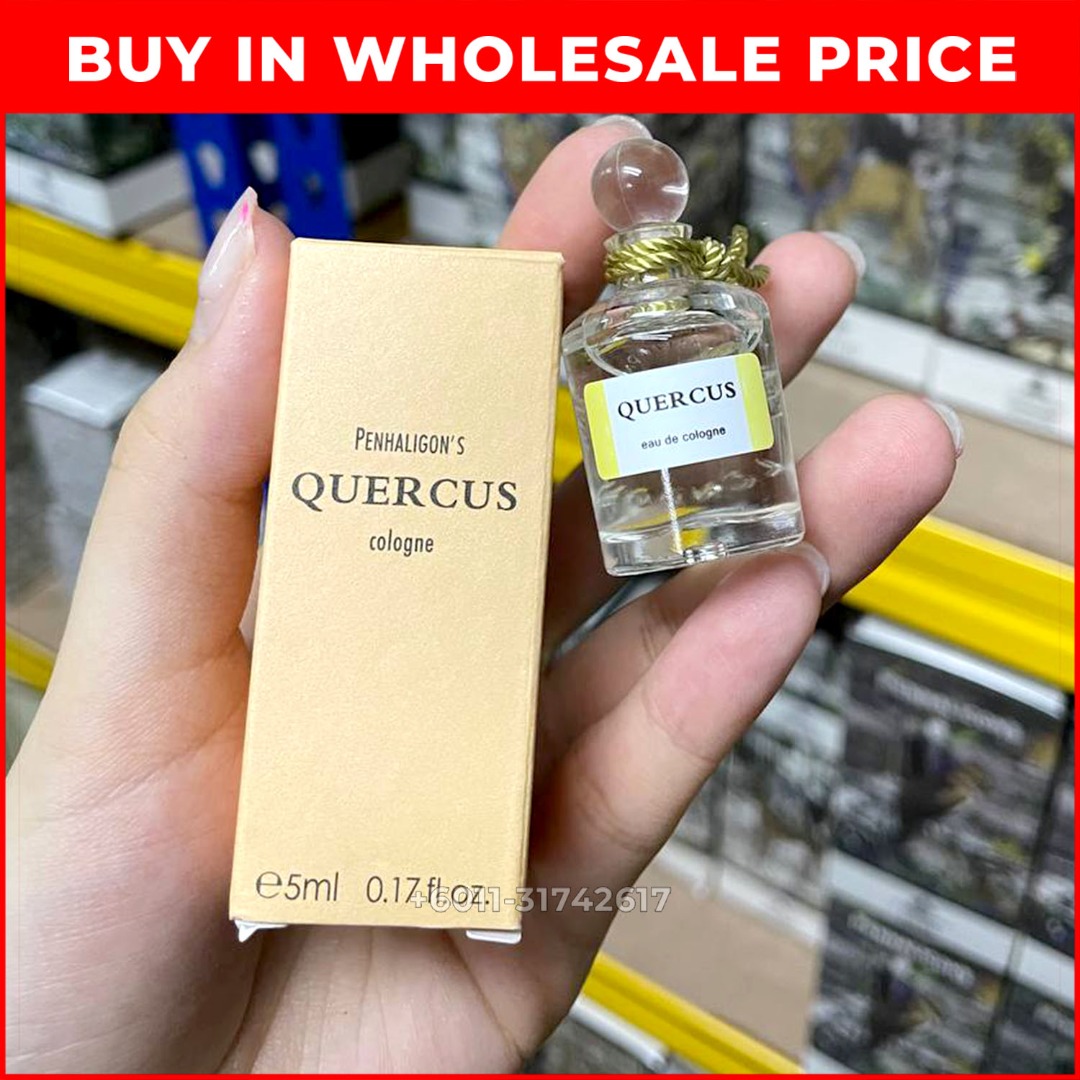 BUY IN WHOLESALE PRICE
PENHALIGON'S
QUERCUS
cologne
℮5ml 0.17 fl.oz.
+6011-31742617
QUERCUS
eau de cologne